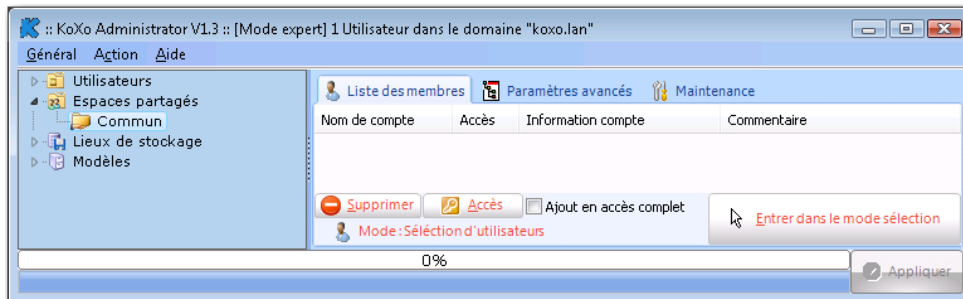 :: KoXo Administrator V1.3 :: [Mode expert] 1 Utilisateur dans le domaine "koxo.lan"
Général Action Aide
Utilisateurs
Espaces partagés
Commun
Lieux de stockage
Modèles
Liste des membres Paramètres avancés Maintenance
Nom de compte Accès Information compte Commentaire
Supprimer Accès Ajout en accès complet
Mode : Séléction d'utilisateurs
Entrer dans le mode sélection
0%
Appliquer